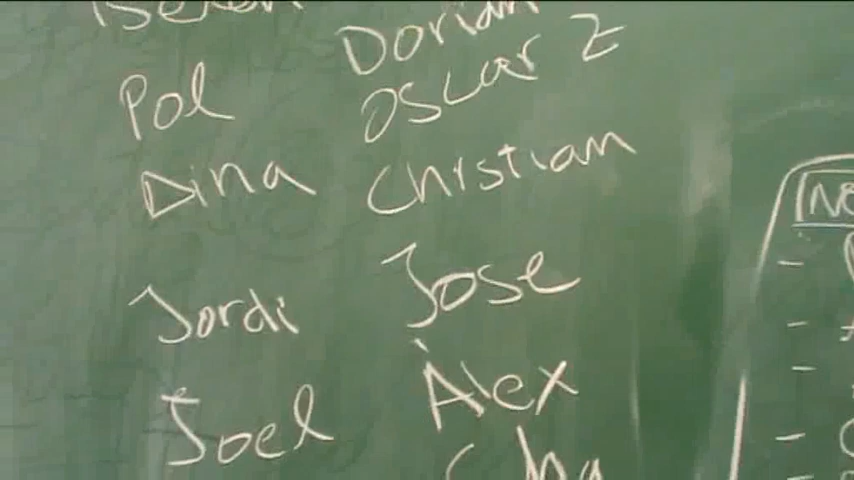 Dorian
Pol
Oscar Z
Dina
Christian
Jordi
Jose
Joel
Àlex